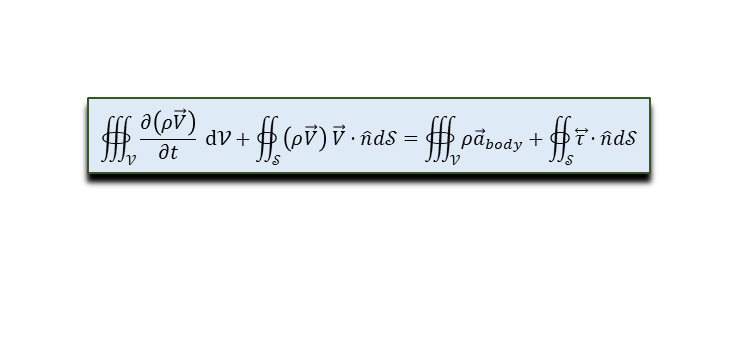 ∰_𝒱 ∂(ρV⃗)/∂t d𝒱 + ∯_𝒮 (ρV⃗) V⃗ · n̂d𝒮 = ∰_𝒱 ρa⃗_body + ∯_𝒮 τ⃡ · n̂d𝒮